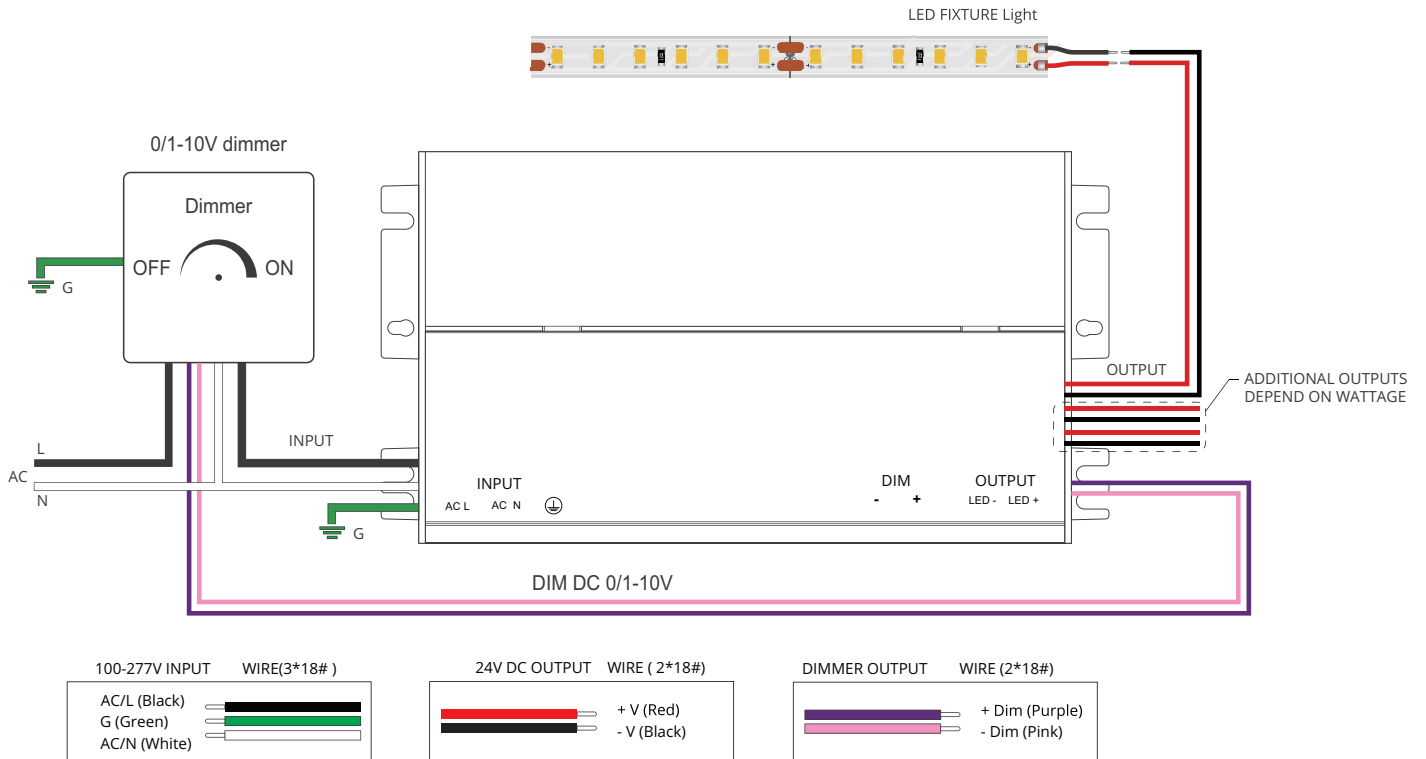 LED FIXTURE Light
0/1-10V dimmer
Dimmer
OFF
ON
G
OUTPUT
ADDITIONAL OUTPUTS
DEPEND ON WATTAGE
L
AC
N
INPUT
INPUT
AC L
AC N
DIM
-
+
OUTPUT
LED -
LED +
G
DIM DC 0/1-10V
100-277V INPUT WIRE(3*18# )
AC/L (Black)
G (Green)
AC/N (White)
24V DC OUTPUT WIRE ( 2*18#)
+ V (Red)
- V (Black)
DIMMER OUTPUT WIRE (2*18#)
+ Dim (Purple)
- Dim (Pink)